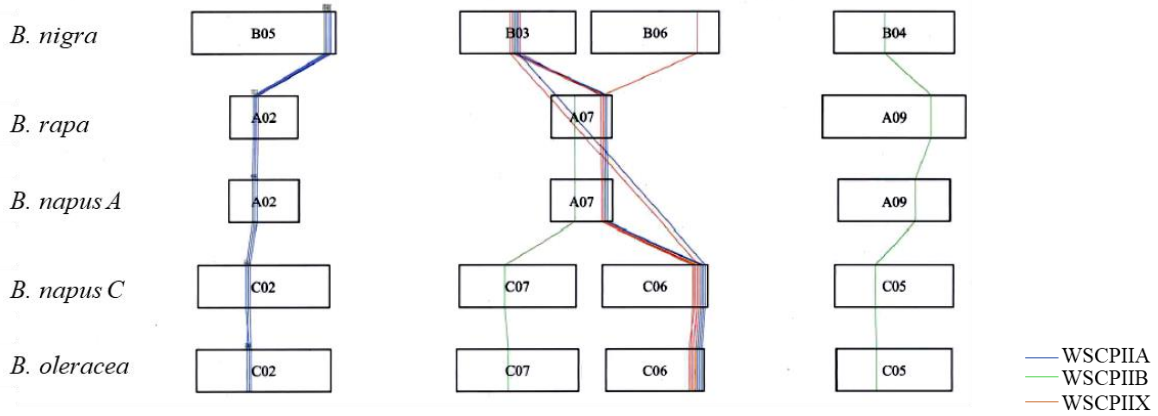 B. nigra B05 B03 B06 B04
B. rapa A02 A07 A09
B. napus A A02 A07 A09
B. napus C C02 C07 C06 C05
B. oleracea C02 C07 C06 C05
WSCPIIA
WSCPIIB
WSCPIIX